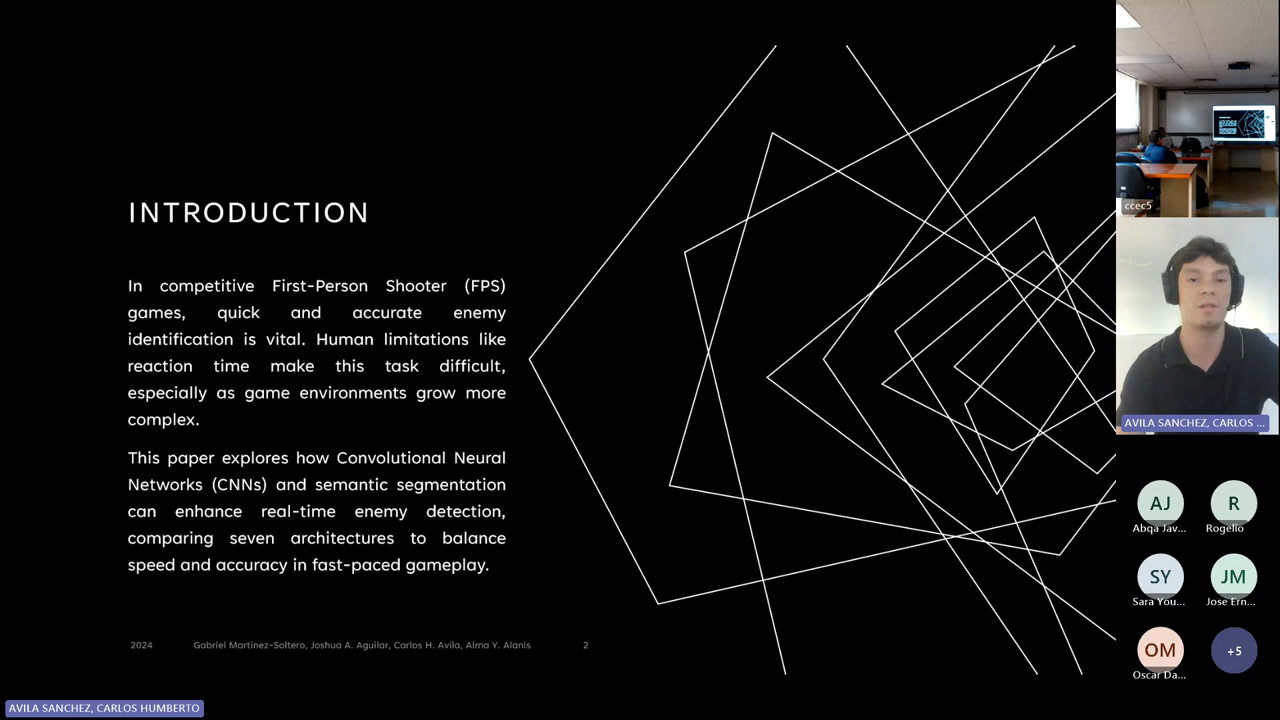 INTRODUCTION
In competitive First-Person Shooter (FPS)
games, quick and accurate enemy
identification is vital. Human limitations like
reaction time make this task difficult,
especially as game environments grow more
complex.
This paper explores how Convolutional Neural
Networks (CNNs) and semantic segmentation
can enhance real-time enemy detection,
comparing seven architectures to balance
speed and accuracy in fast-paced gameplay.
2024 Gabriel Martinez-Soltero, Joshua A. Aguilar, Carlos H. Avila, Alma Y. Alanis 2
AVILA SANCHEZ, CARLOS HUMBERTO
ccec5
AVILA SANCHEZ, CARLOS ...
AJ R
Abqa Jav... Rogelio
SY JM
Sara You... Jose Ern...
OM +5
Oscar Da...